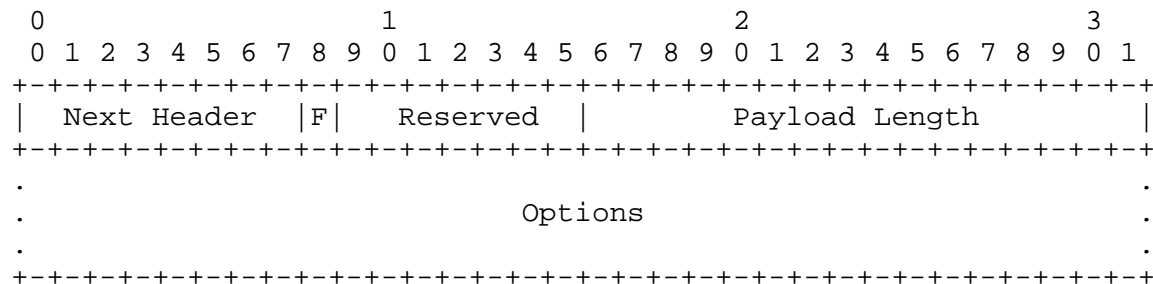 0                   1                   2                   3
 0 1 2 3 4 5 6 7 8 9 0 1 2 3 4 5 6 7 8 9 0 1 2 3 4 5 6 7 8 9 0 1
+-+-+-+-+-+-+-+-+-+-+-+-+-+-+-+-+-+-+-+-+-+-+-+-+-+-+-+-+-+-+-+-+
|  Next Header  |F|   Reserved  |        Payload Length         |
+-+-+-+-+-+-+-+-+-+-+-+-+-+-+-+-+-+-+-+-+-+-+-+-+-+-+-+-+-+-+-+-+
.                                                               .
.                            Options                            .
.                                                               .
+-+-+-+-+-+-+-+-+-+-+-+-+-+-+-+-+-+-+-+-+-+-+-+-+-+-+-+-+-+-+-+-+